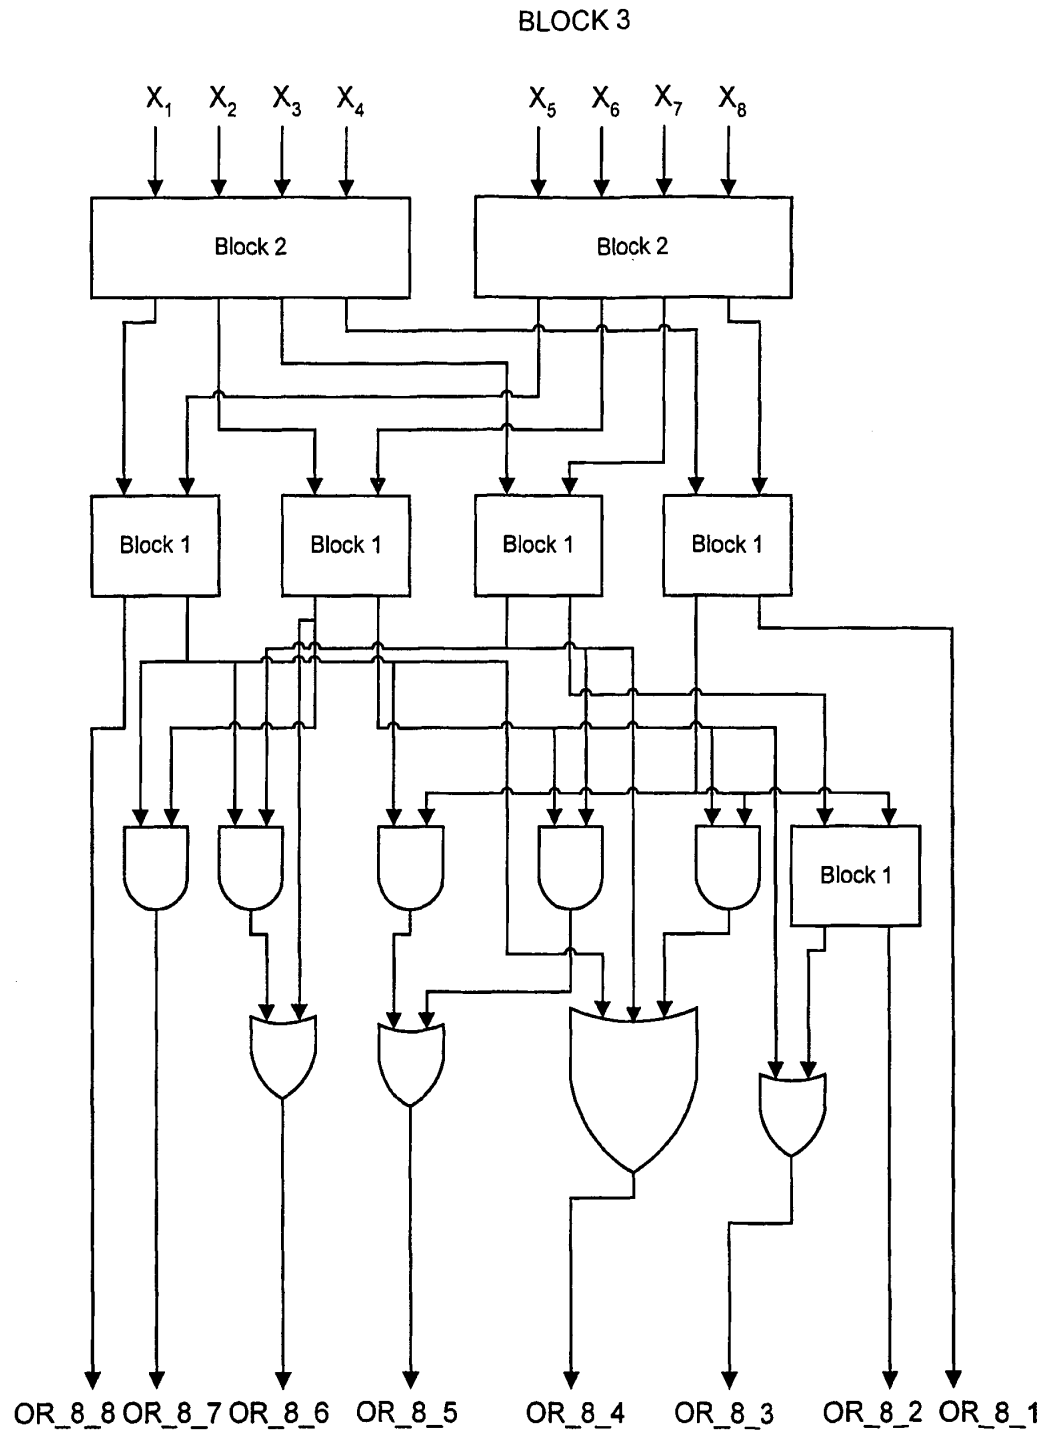 BLOCK 3
X1 X2 X3 X4 X5 X6 X7 X8
Block 2 Block 2
Block 1 Block 1 Block 1 Block 1
Block 1
OR_8_8 OR_8_7 OR_8_6 OR_8_5 OR_8_4 OR_8_3 OR_8_2 OR_8_1